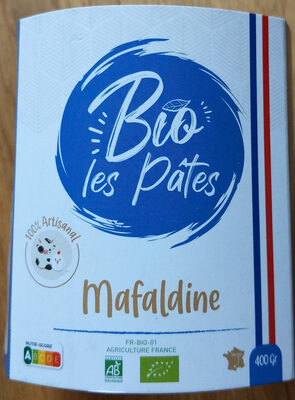 Bio
les Pâtes
100% Artisanal
Mafaldine
NUTRI-SCORE
A B C D E
FR-BIO-01
AGRICULTURE FRANCE
AB
400 Gr